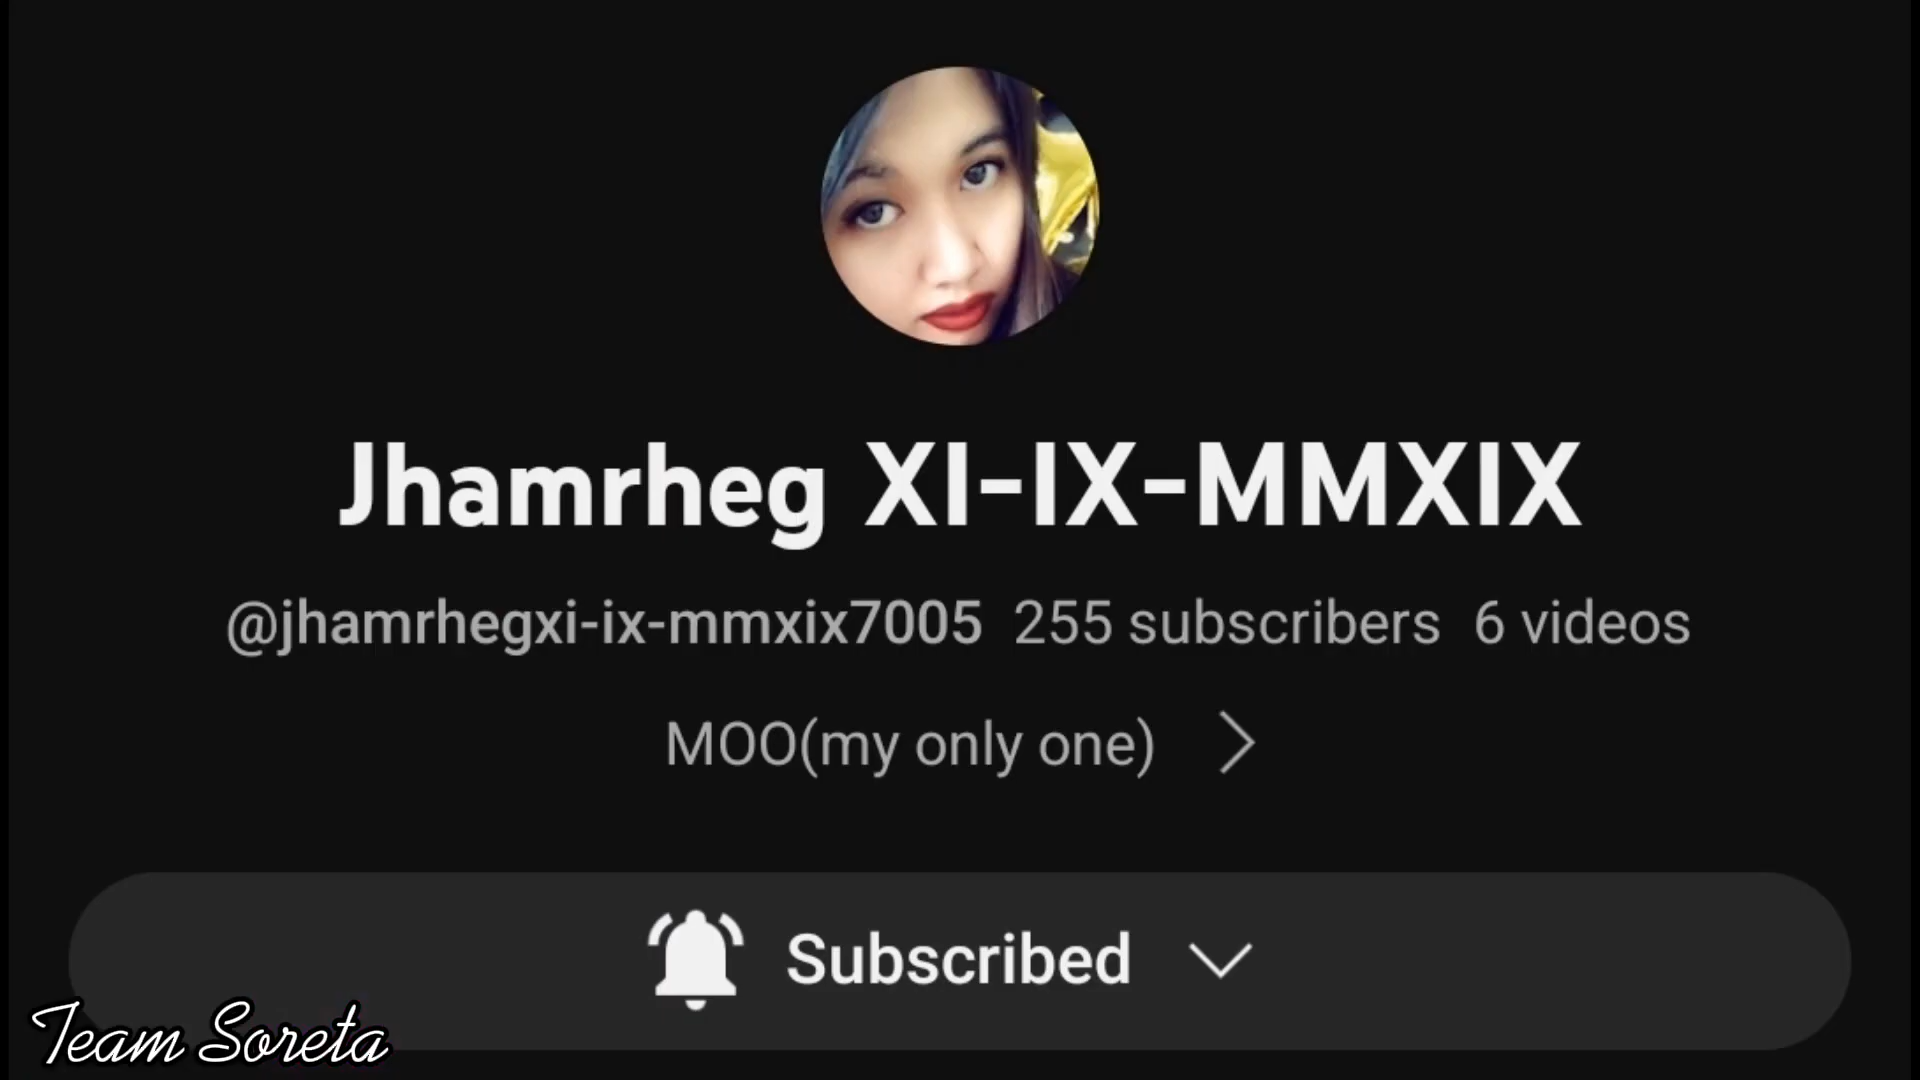 Jhamrheg XI-IX-MMXIX
@jhamrhegxi-ix-mmxix7005 255 subscribers 6 videos
MOO(my only one)
Subscribed
Team Soreta